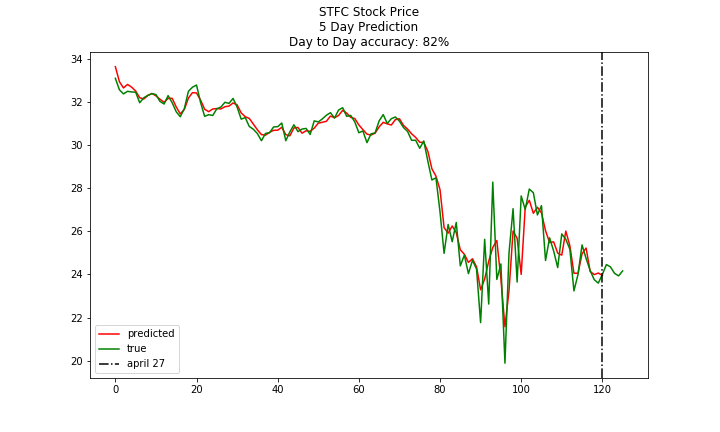 STFC Stock Price
5 Day Prediction
Day to Day accuracy: 82%
34
32
30
28
26
24
22
20
predicted
true
april 27
0 20 40 60 80 100 120